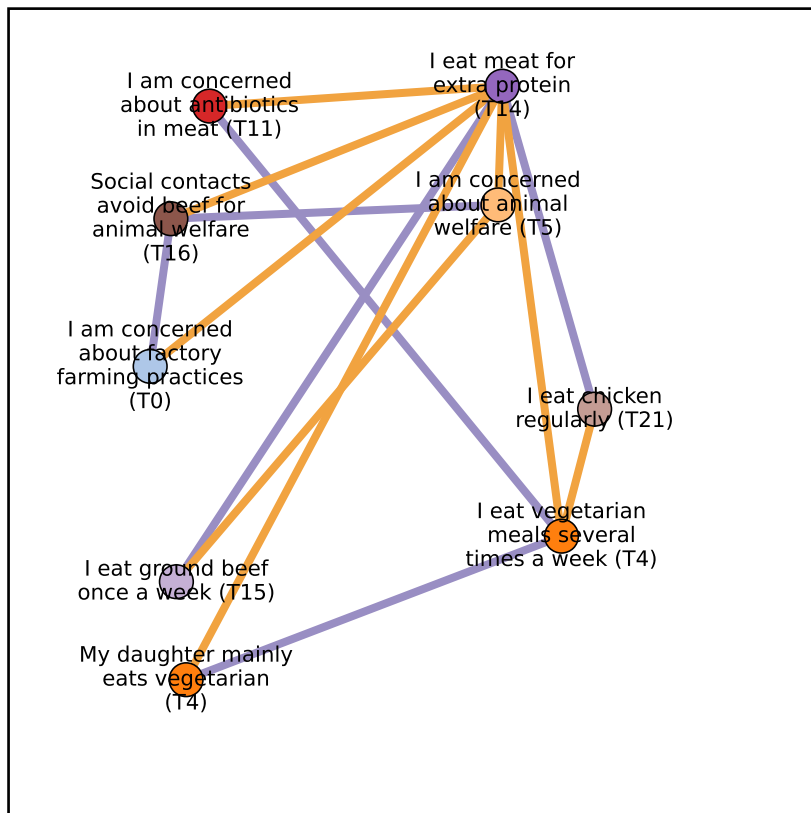 I eat meat for
extra protein
(T14)
I am concerned
about antibiotics
in meat (T11)
Social contacts
avoid beef for
animal welfare
(T16)
I am concerned
about animal
welfare (T5)
I am concerned
about factory
farming practices
(T0)
I eat chicken
regularly (T21)
I eat vegetarian
meals several
times a week (T4)
I eat ground beef
once a week (T15)
My daughter mainly
eats vegetarian
(T4)